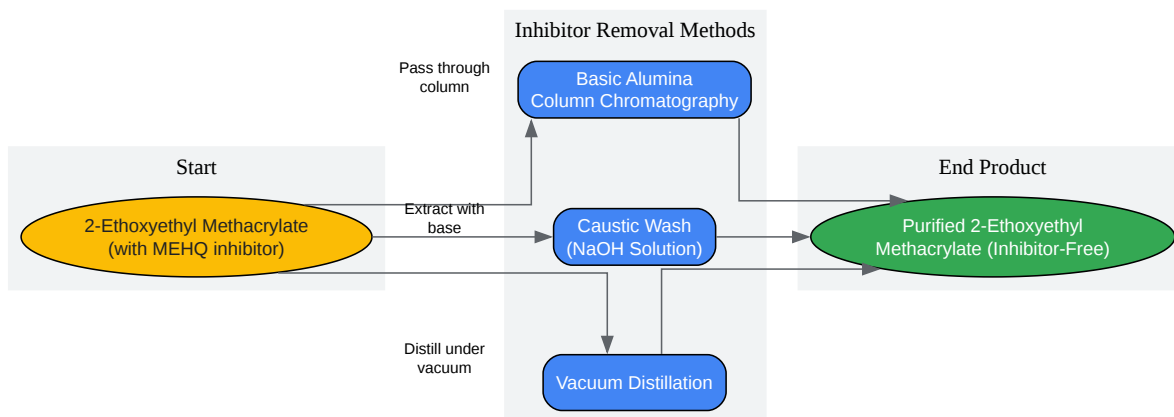 Inhibitor Removal Methods
Pass through
column
Basic Alumina
Column Chromatography
Start
End Product
2-Ethoxyethyl Methacrylate
(with MEHQ inhibitor)
Extract with
base
Caustic Wash
(NaOH Solution)
Purified 2-Ethoxyethyl
Methacrylate (Inhibitor-Free)
Distill under
vacuum
Vacuum Distillation